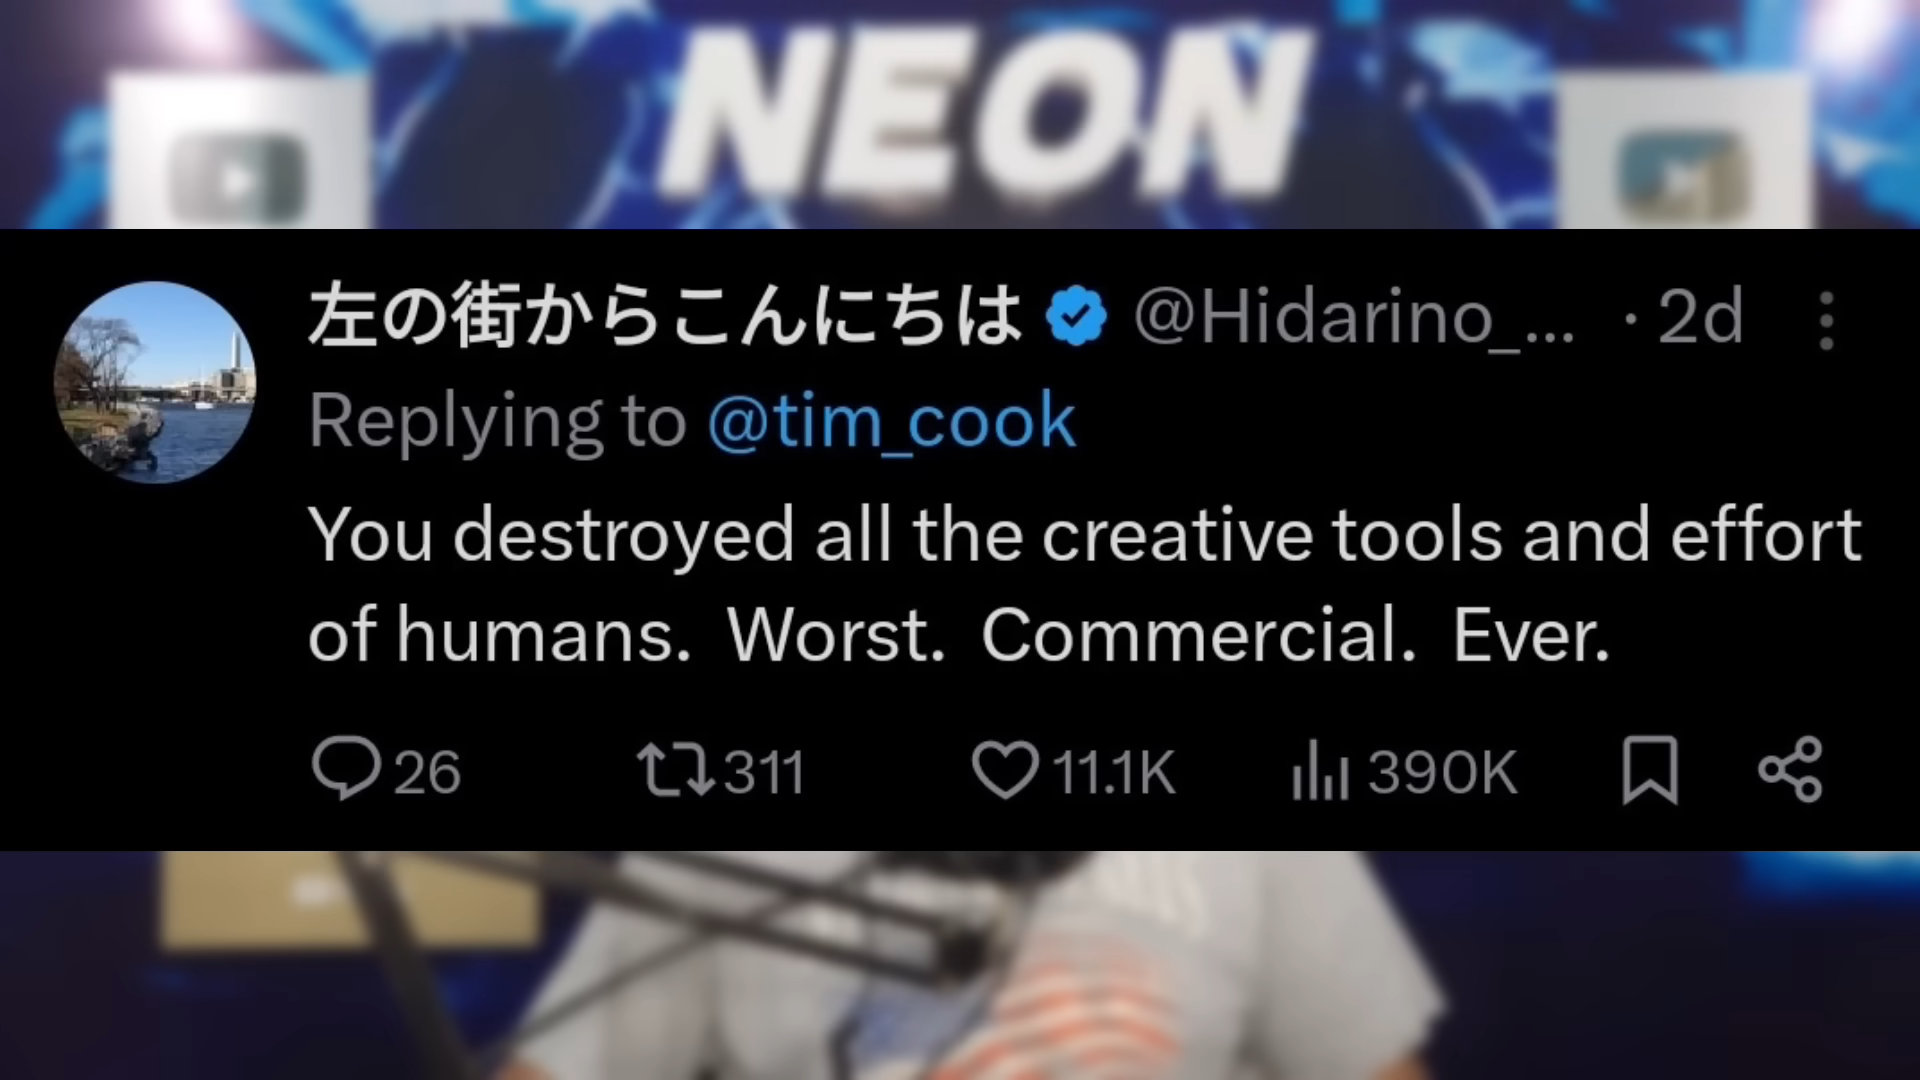 NEON
左の街からこんにちは @Hidarino_... · 2d
Replying to @tim_cook
You destroyed all the creative tools and effort
of humans.  Worst.  Commercial.  Ever.
26 311 11.1K 390K